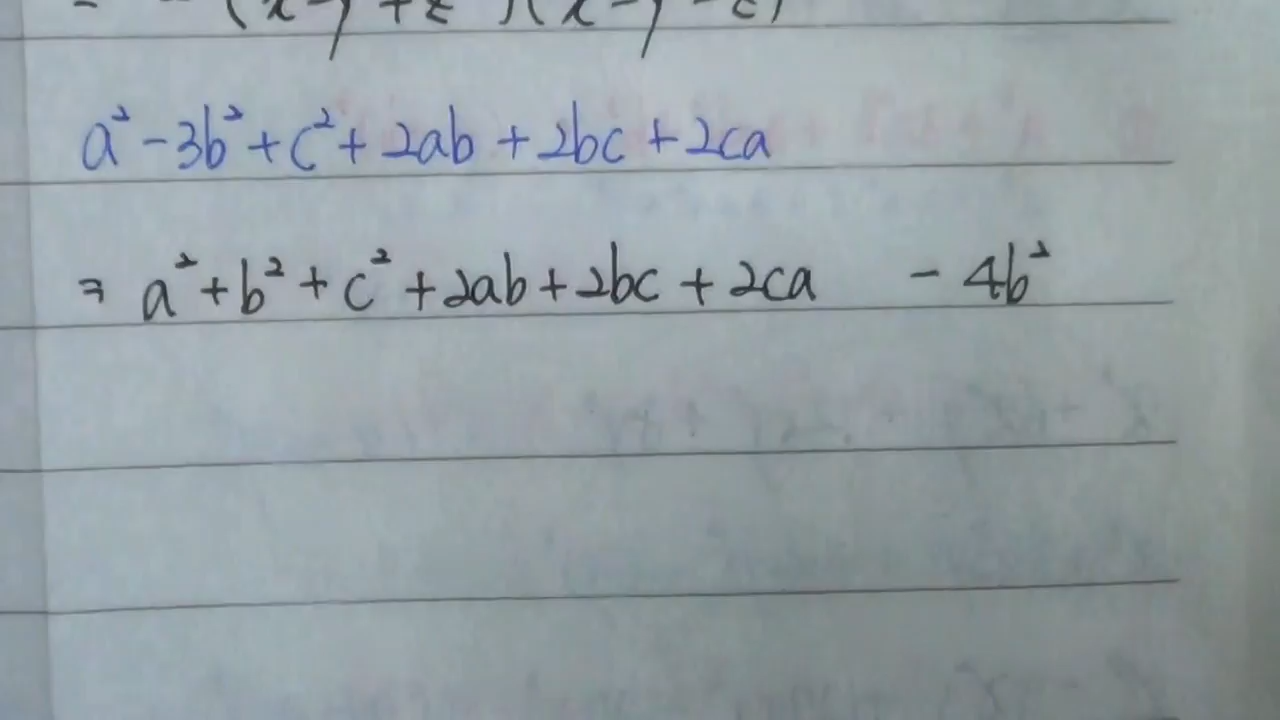 (x-y+z)(x-y-z)
a²-3b²+c²+2ab+2bc+2ca
= a²+b²+c²+2ab+2bc+2ca -4b²